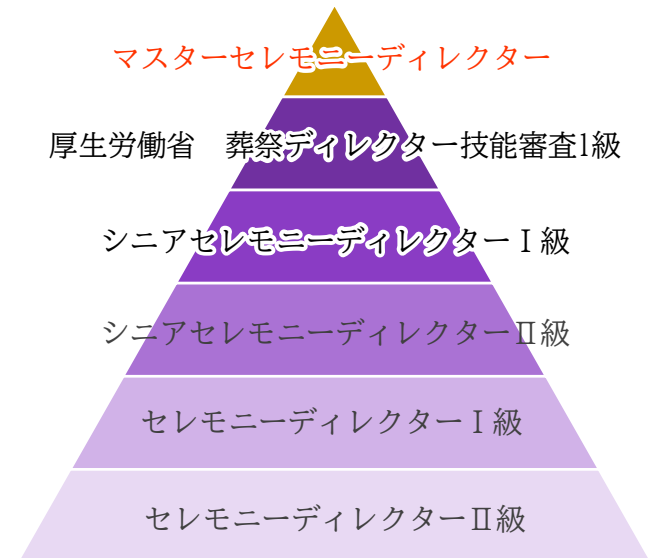 マスターセレモニーディレクター
厚生労働省　葬祭ディレクター技能審査1級
シニアセレモニーディレクターⅠ級
シニアセレモニーディレクターⅡ級
セレモニーディレクターⅠ級
セレモニーディレクターⅡ級